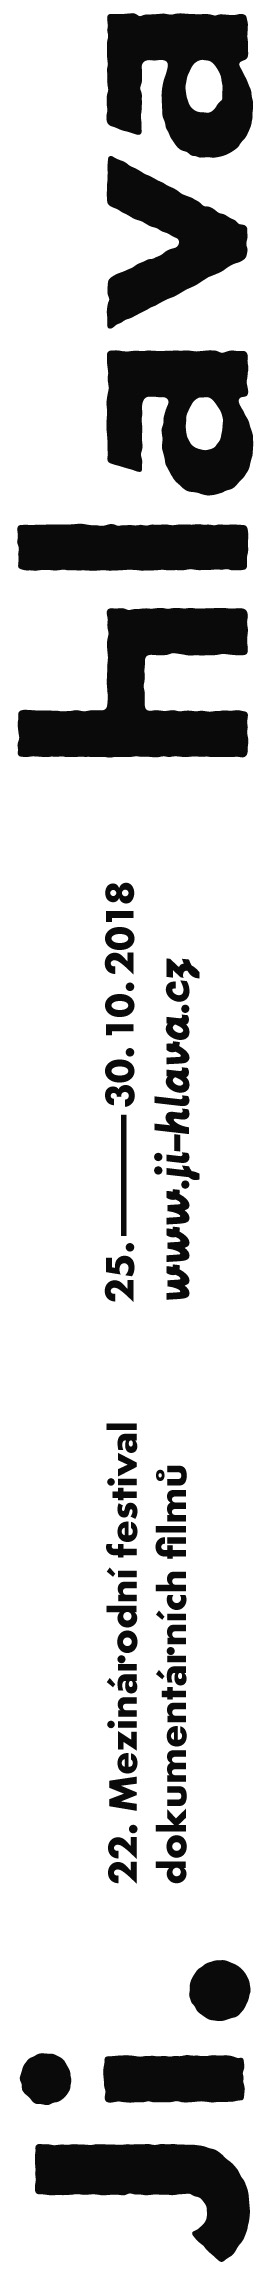 ji.
22. Mezinárodní festival
dokumentárních filmů
25.—30. 10. 2018
www.ji-hlava.cz
hlava